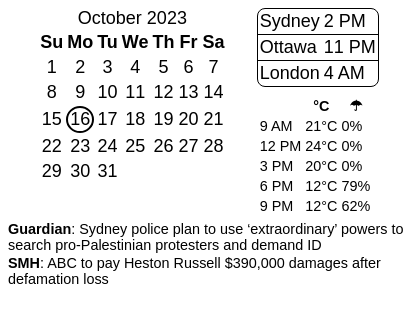 October 2023
Su Mo Tu We Th Fr Sa
1 2 3 4 5 6 7
8 9 10 11 12 13 14
15 16 17 18 19 20 21
22 23 24 25 26 27 28
29 30 31
Sydney 2 PM
Ottawa 11 PM
London 4 AM
°C ☂
9 AM 21°C 0%
12 PM 24°C 0%
3 PM 20°C 0%
6 PM 12°C 79%
9 PM 12°C 62%
Guardian: Sydney police plan to use ‘extraordinary’ powers to
search pro-Palestinian protesters and demand ID
SMH: ABC to pay Heston Russell $390,000 damages after
defamation loss